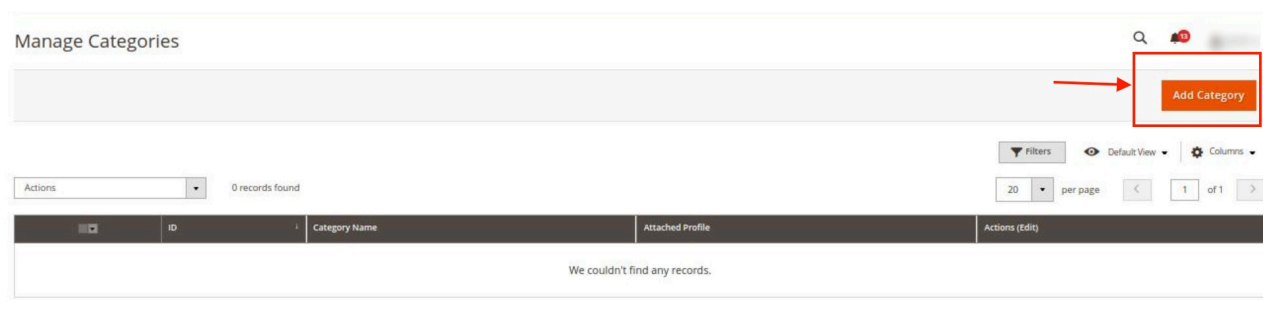 Manage Categories
13
Add Category
Filters
Default View
Columns
Actions
0 records found
20
per page
1
of 1
ID
Category Name
Attached Profile
Actions (Edit)
We couldn't find any records.